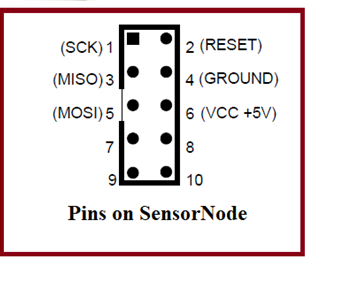 (SCK) 1 2 (RESET)
(MISO) 3 4 (GROUND)
(MOSI) 5 6 (VCC +5V)
7 8
9 10
Pins on SensorNode